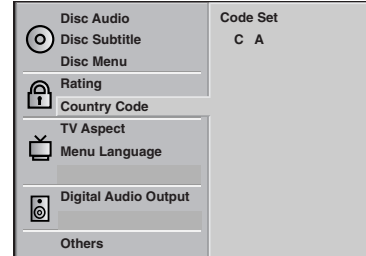 Disc Audio
Disc Subtitle
Disc Menu
Rating
Country Code
TV Aspect
Menu Language
Digital Audio Output
Others
Code Set
C A